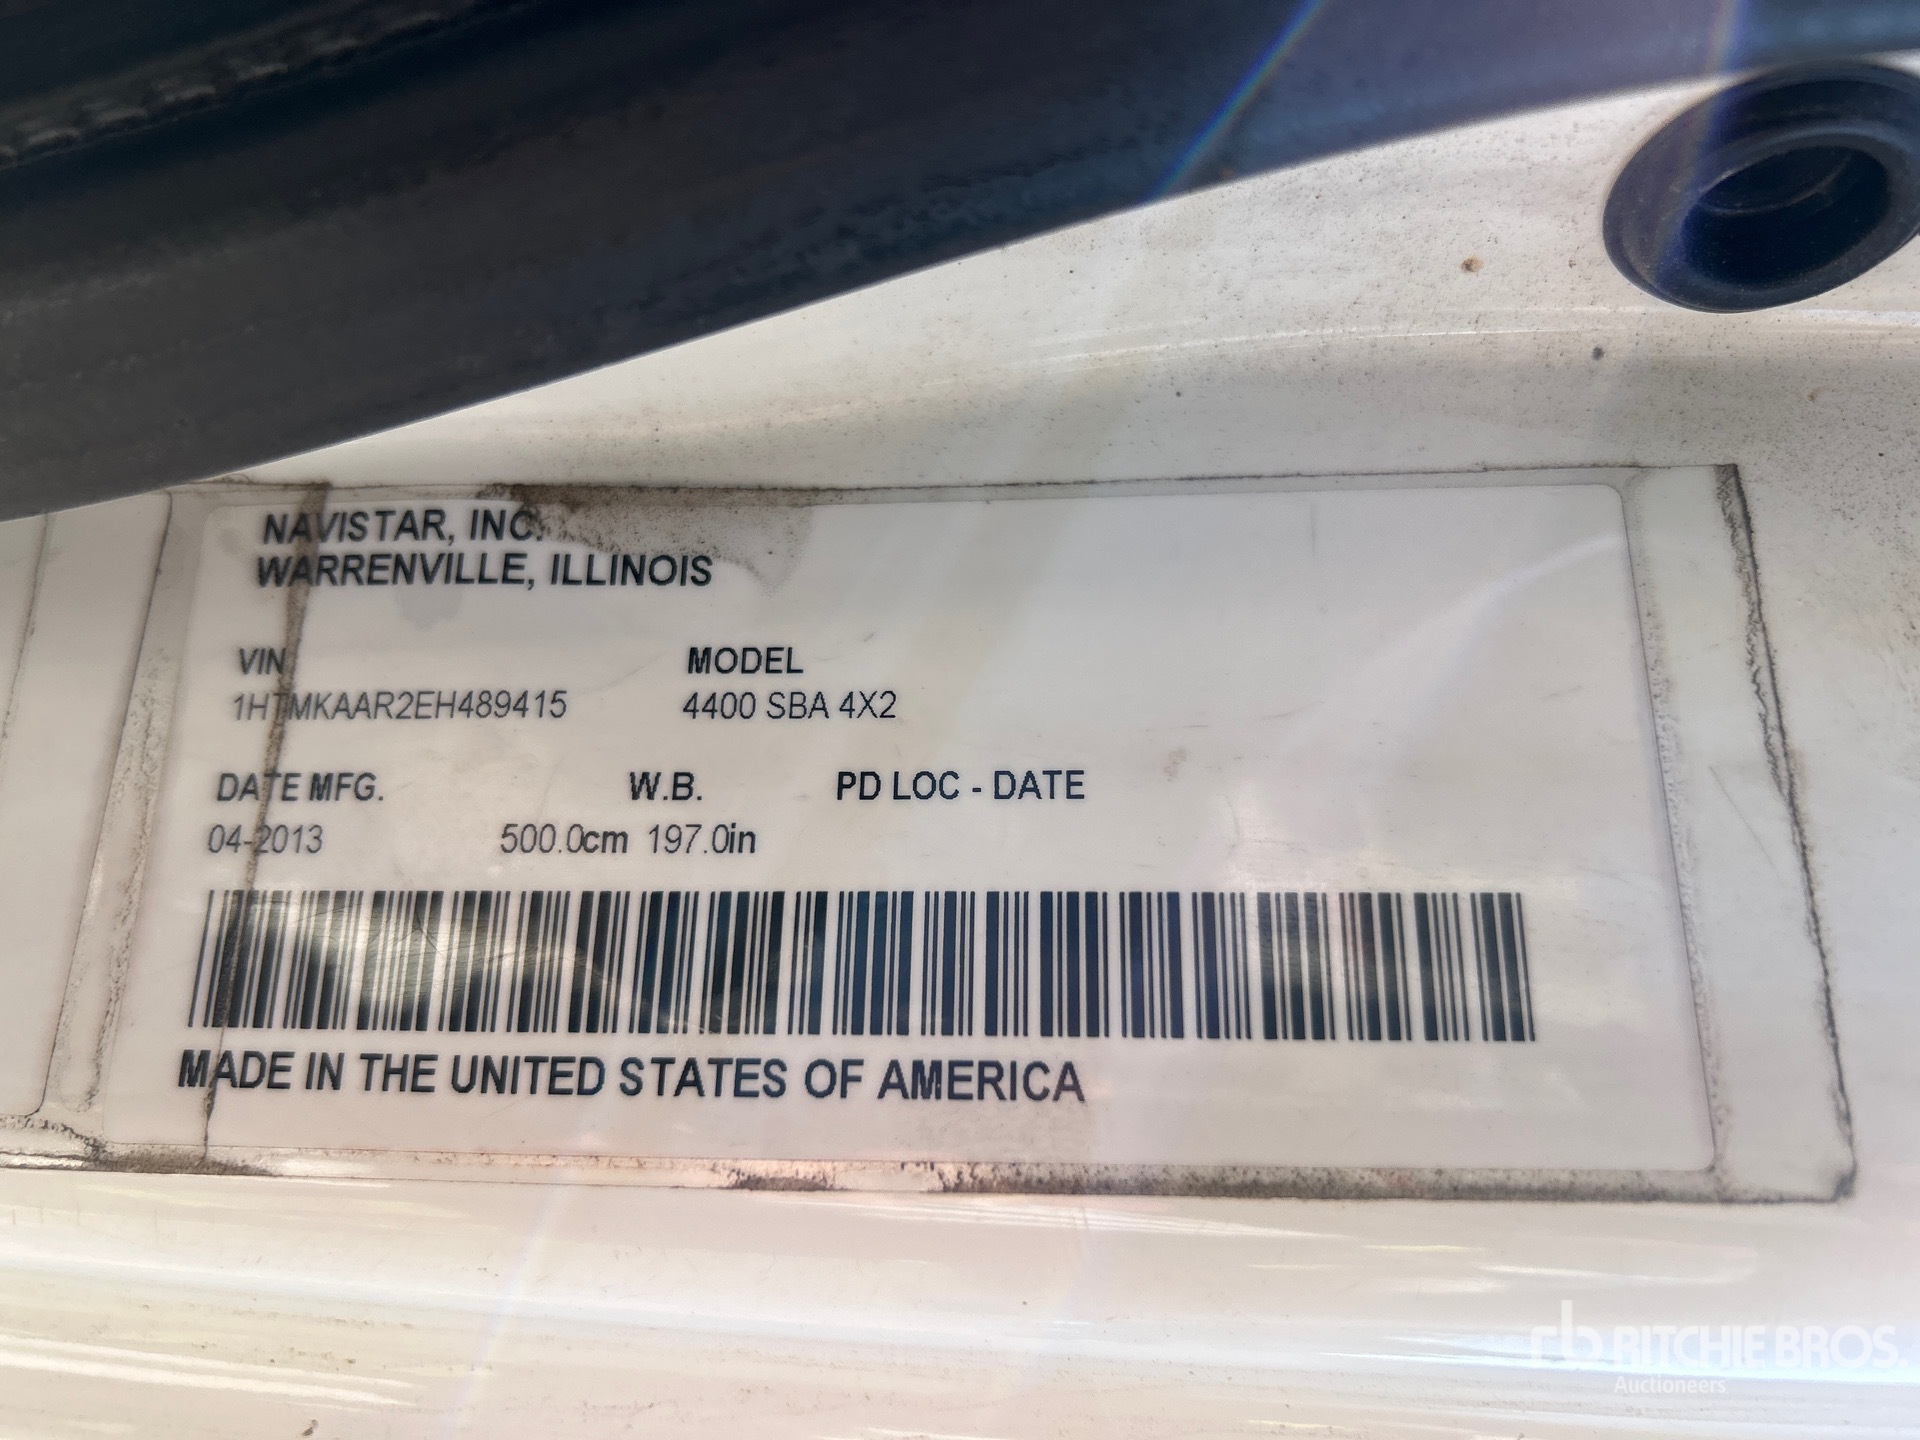 NAVISTAR, INC.
WARRENVILLE, ILLINOIS
VIN MODEL
1HTMKAAR2EH489415 4400 SBA 4X2
DATE MFG. W.B. PD LOC - DATE
04-2013 500.0cm 197.0in
MADE IN THE UNITED STATES OF AMERICA
rb RITCHIE BROS.
Auctioneers